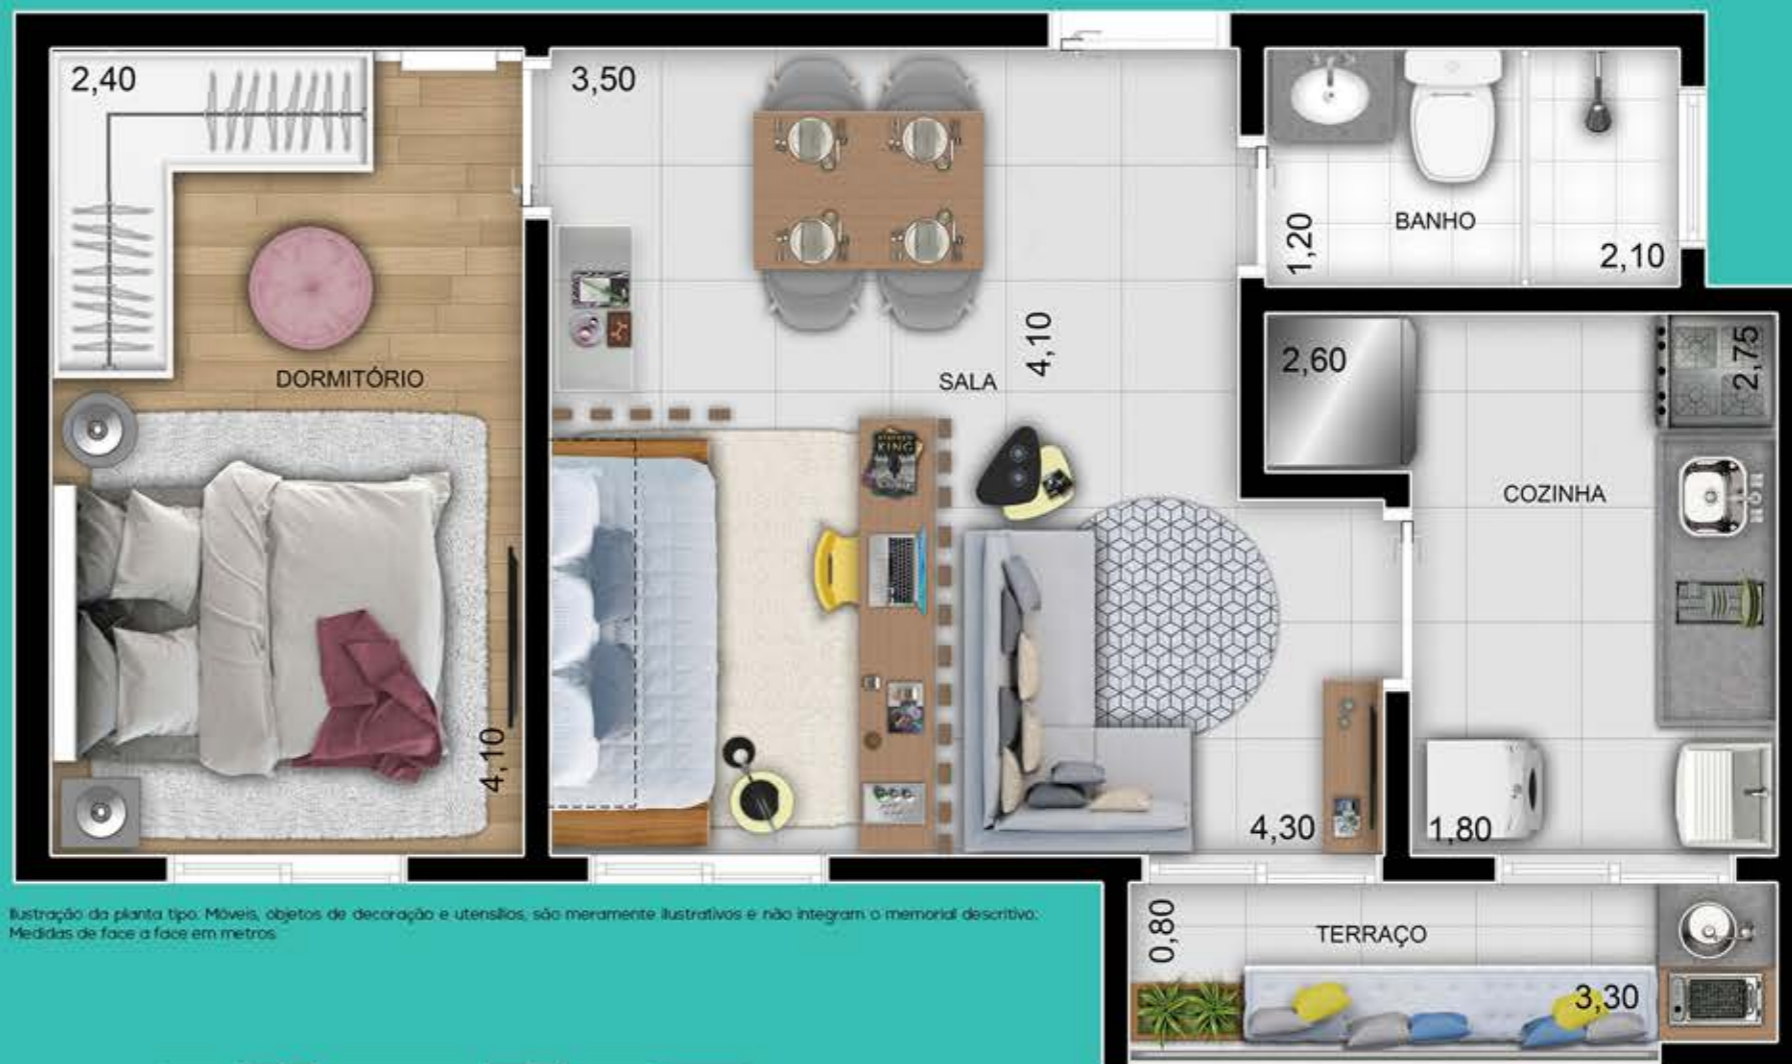 2,40
3,50
BANHO
1,20
2,10
DORMITÓRIO
SALA
4,10
2,60
2,75
STEPHEN
KING
COZINHA
4,10
4,30
1,80
Ilustração da planta tipo. Móveis, objetos de decoração e utensílios, são meramente ilustrativos e não integram o memorial descritivo.
Medidas de face a face em metros
0,80
TERRAÇO
3,30